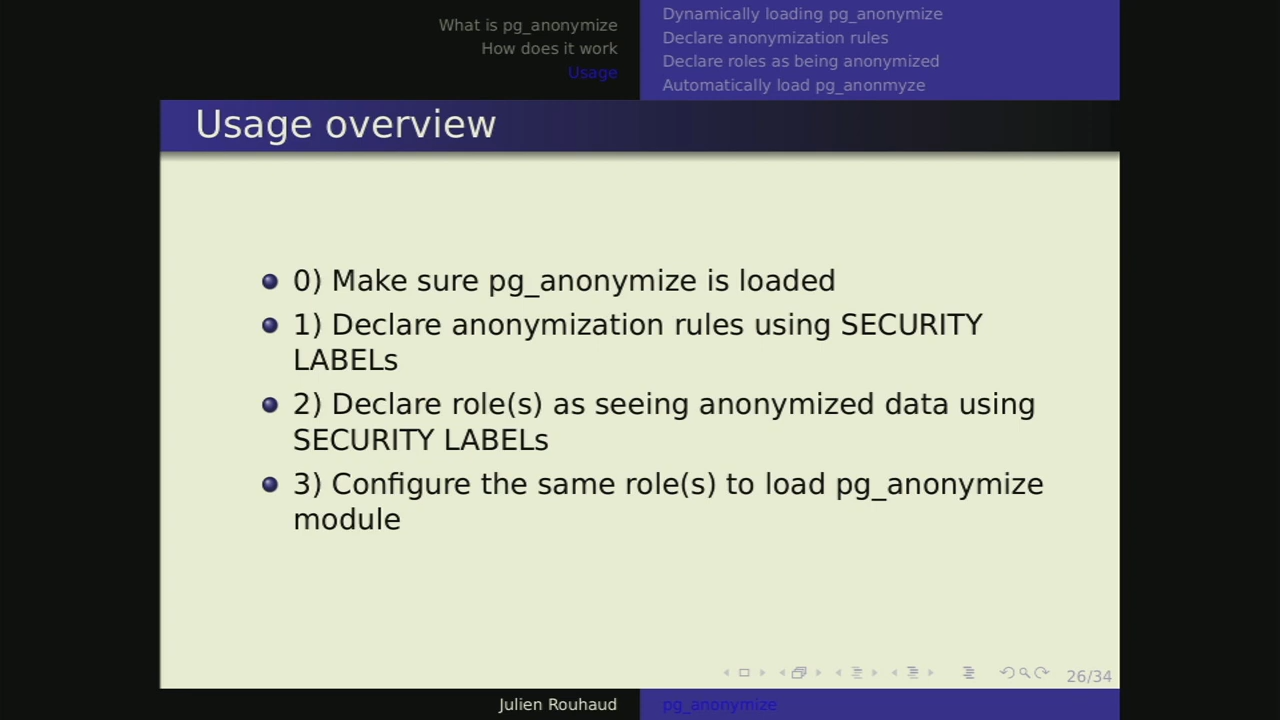 What is pg_anonymize
How does it work
Usage
Dynamically loading pg_anonymize
Declare anonymization rules
Declare roles as being anonymized
Automatically load pg_anonmyze
Usage overview
0) Make sure pg_anonymize is loaded
1) Declare anonymization rules using SECURITY
LABELs
2) Declare role(s) as seeing anonymized data using
SECURITY LABELs
3) Configure the same role(s) to load pg_anonymize
module
26/34
Julien Rouhaud
pg_anonymize